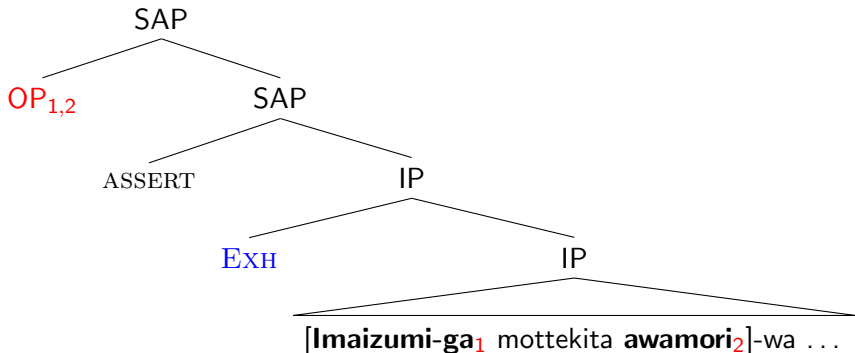 SAP
OP1,2 SAP
ASSERT IP
EXH IP
[Imaizumi-ga1 mottekita awamori2]-wa ...